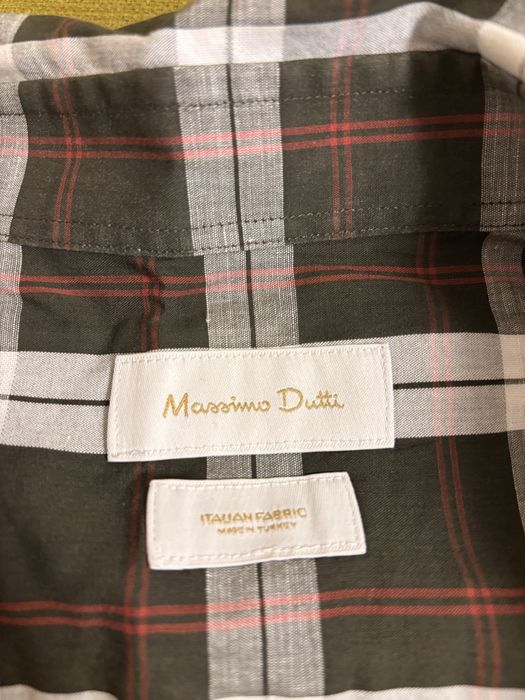 Massimo Dutti
ITALIAN FABRIC
MADE IN TURKEY